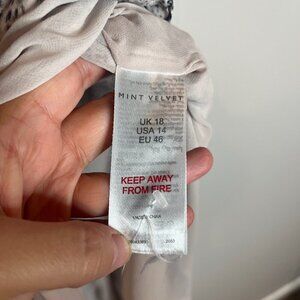 MINT VELVET
UK 18
USA 14
EU 46
KEEP AWAY
FROM FIRE